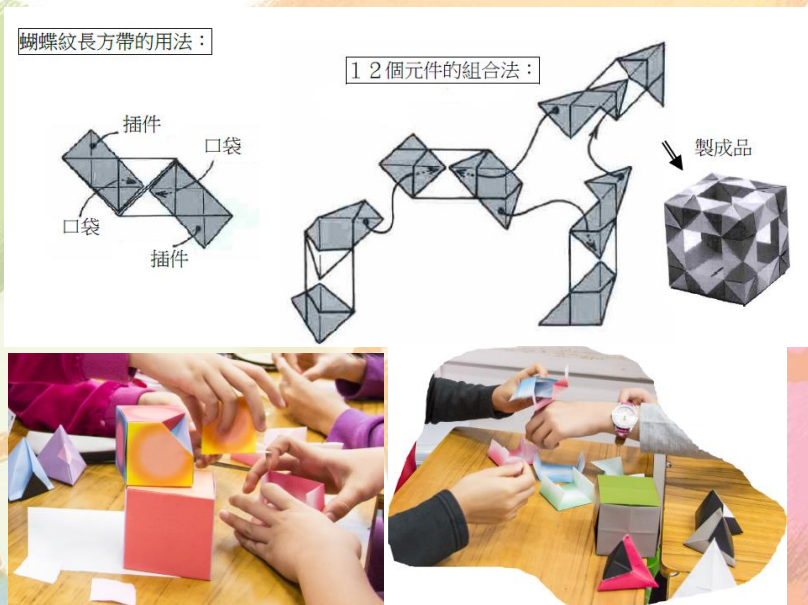 蝴蝶紋長方帶的用法：
１２個元件的組合法：
插件
口袋
口袋
插件
製成品